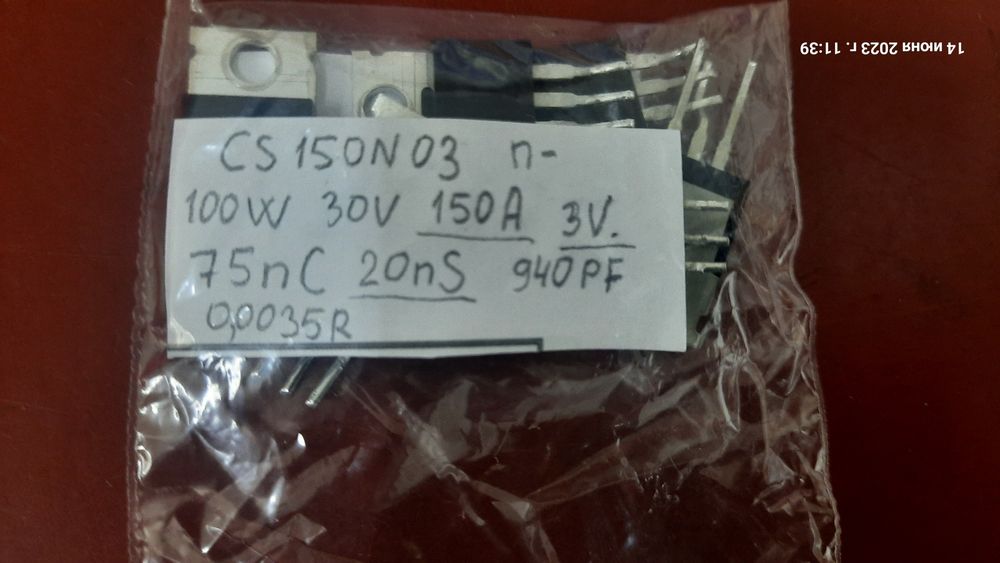 14 июня 2023 г. 11:39
CS150N03 n-
100W 30V 150A 3V.
75nC 20nS 940PF
0,0035R